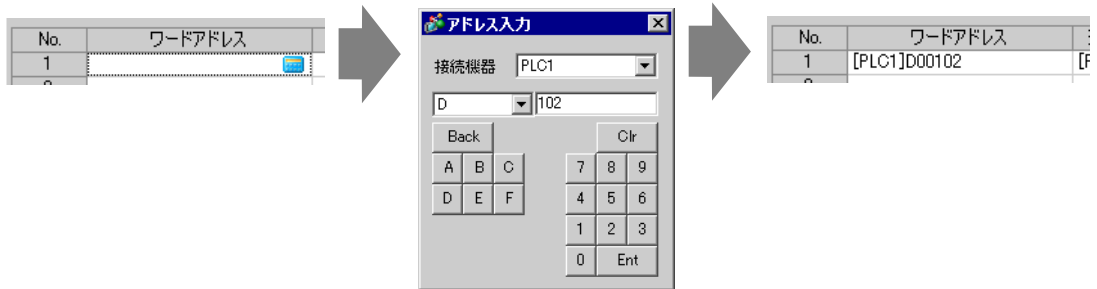 No. ワードアドレス
1
アドレス入力
接続機器 PLC1
D 102
Back Clr
A B C 7 8 9
D E F 4 5 6
1 2 3
0 Ent
No. ワードアドレス
1 [PLC1]D00102